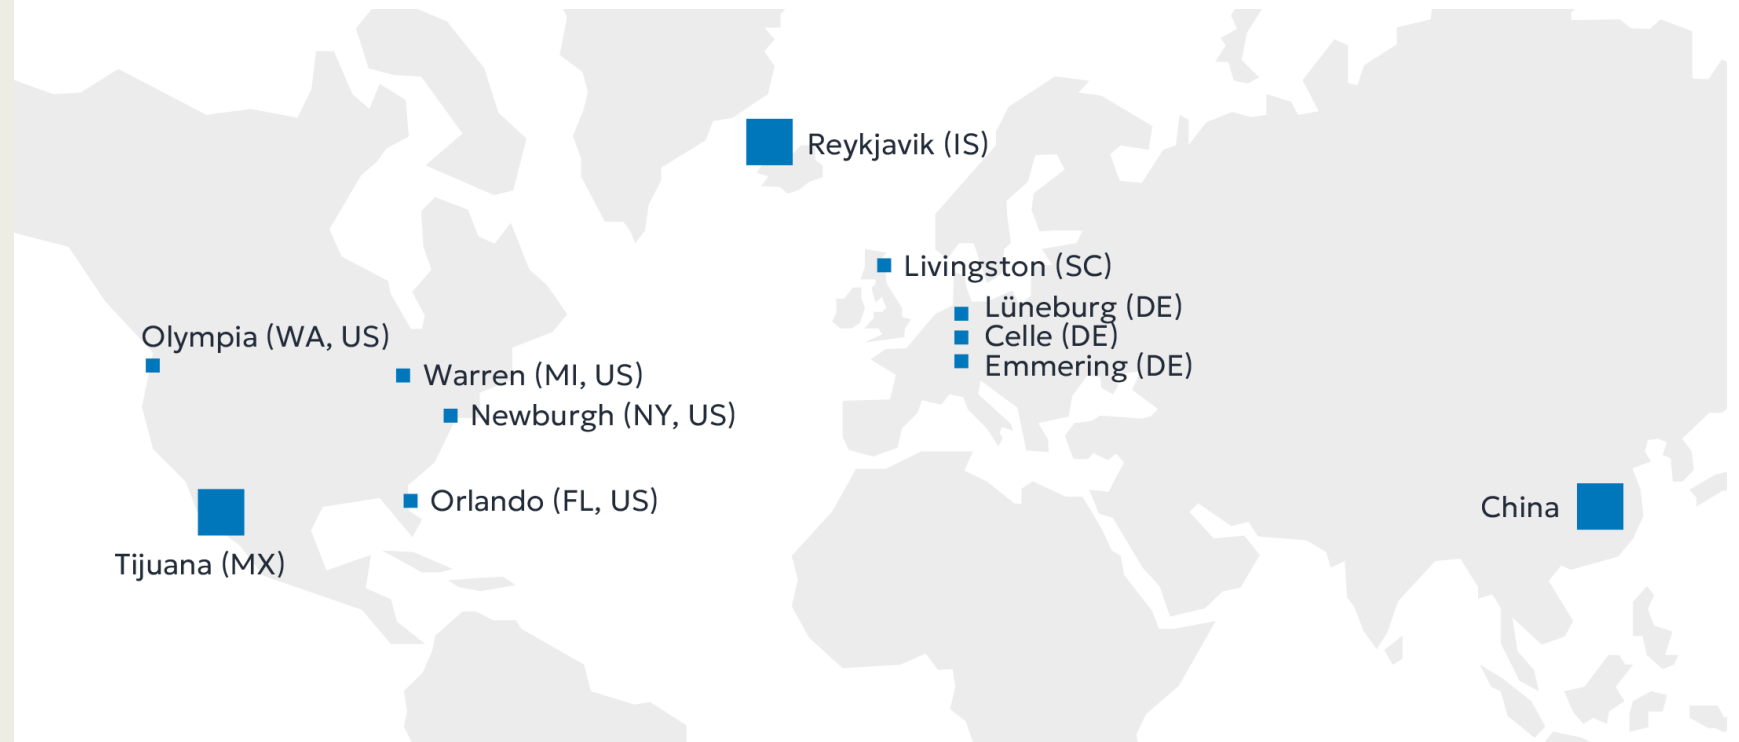 Reykjavik (IS)
Livingston (SC)
Lüneburg (DE)
Celle (DE)
Emmering (DE)
Olympia (WA, US)
Warren (MI, US)
Newburgh (NY, US)
Orlando (FL, US)
China
Tijuana (MX)